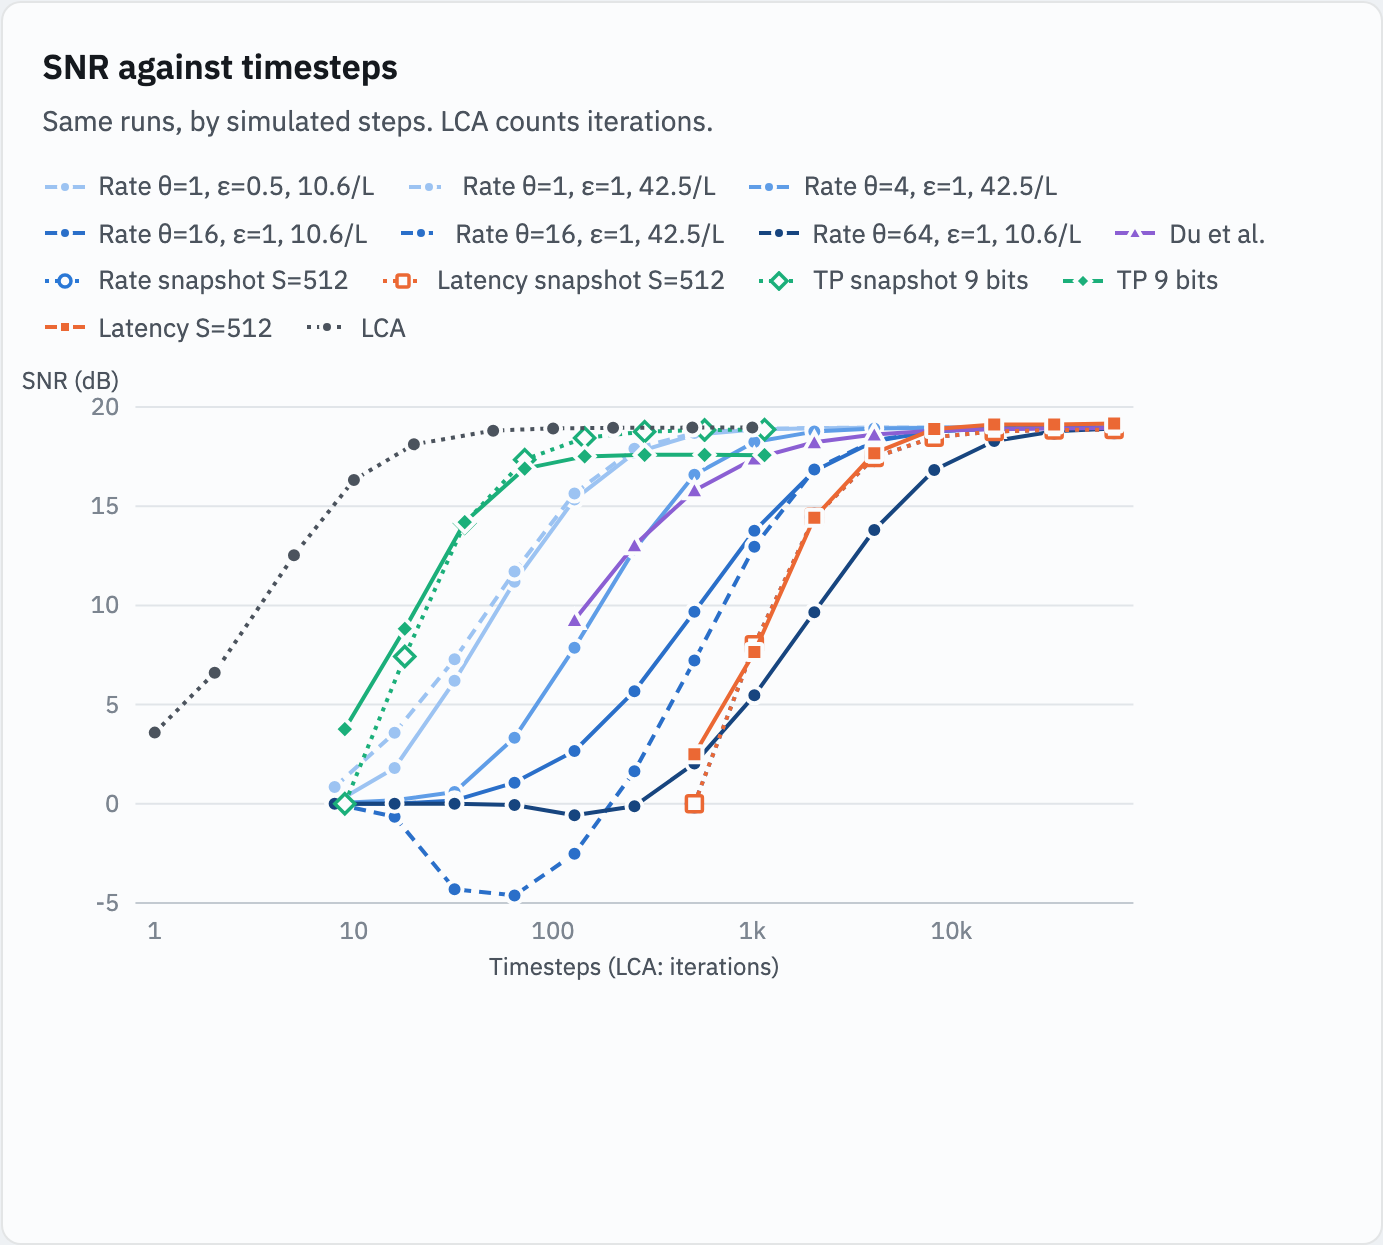 SNR against timesteps
Same runs, by simulated steps. LCA counts iterations.
Rate θ=1, ε=0.5, 10.6/L Rate θ=1, ε=1, 42.5/L Rate θ=4, ε=1, 42.5/L
Rate θ=16, ε=1, 10.6/L Rate θ=16, ε=1, 42.5/L Rate θ=64, ε=1, 10.6/L Du et al.
Rate snapshot S=512 Latency snapshot S=512 TP snapshot 9 bits TP 9 bits
Latency S=512 LCA
SNR (dB)
20
15
10
5
0
-5
1 10 100 1k 10k
Timesteps (LCA: iterations)